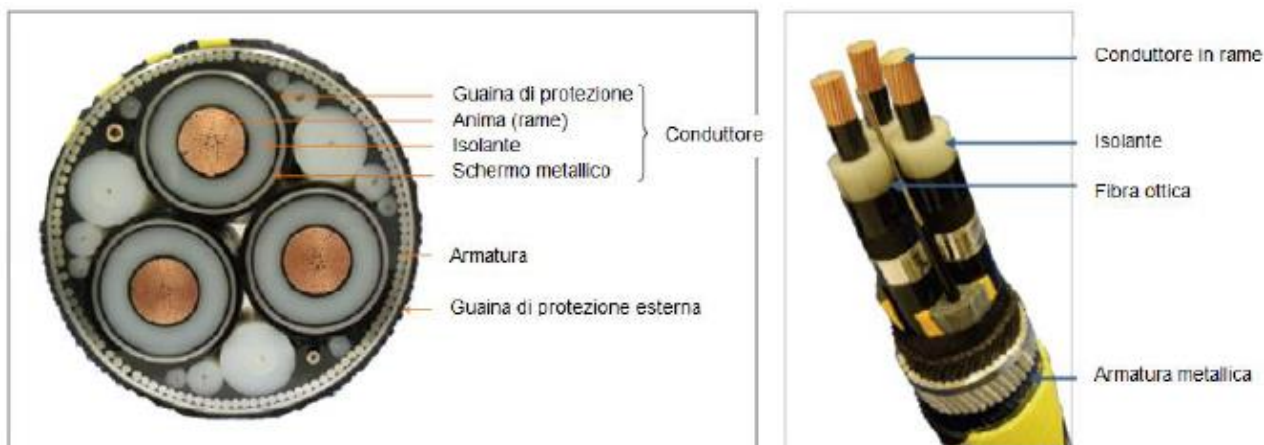 Guaina di protezione
Anima (rame)
Isolante
Schermo metallico
Conduttore
Armatura
Guaina di protezione esterna
Conduttore in rame
Isolante
Fibra ottica
Armatura metallica